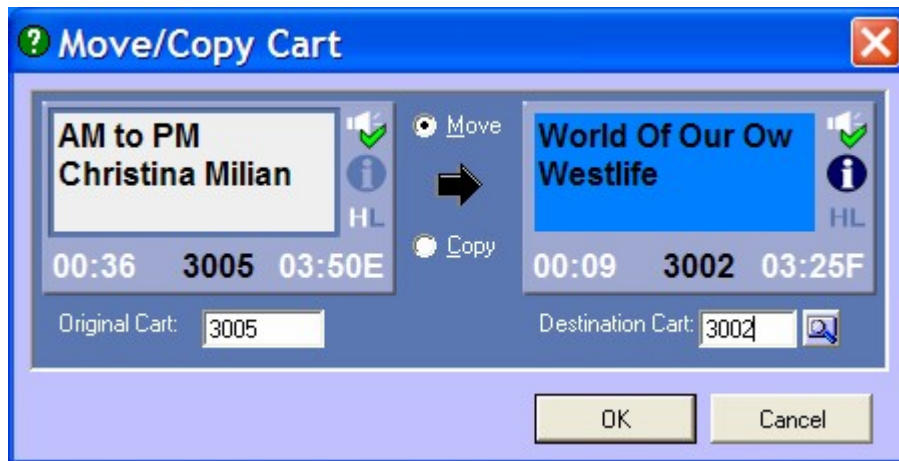 Move/Copy Cart
AM to PM
Christina Milian
HL
00:36 3005 03:50E
Move
Copy
World Of Our Ow
Westlife
HL
00:09 3002 03:25F
Original Cart: 3005
Destination Cart: 3002
OK Cancel